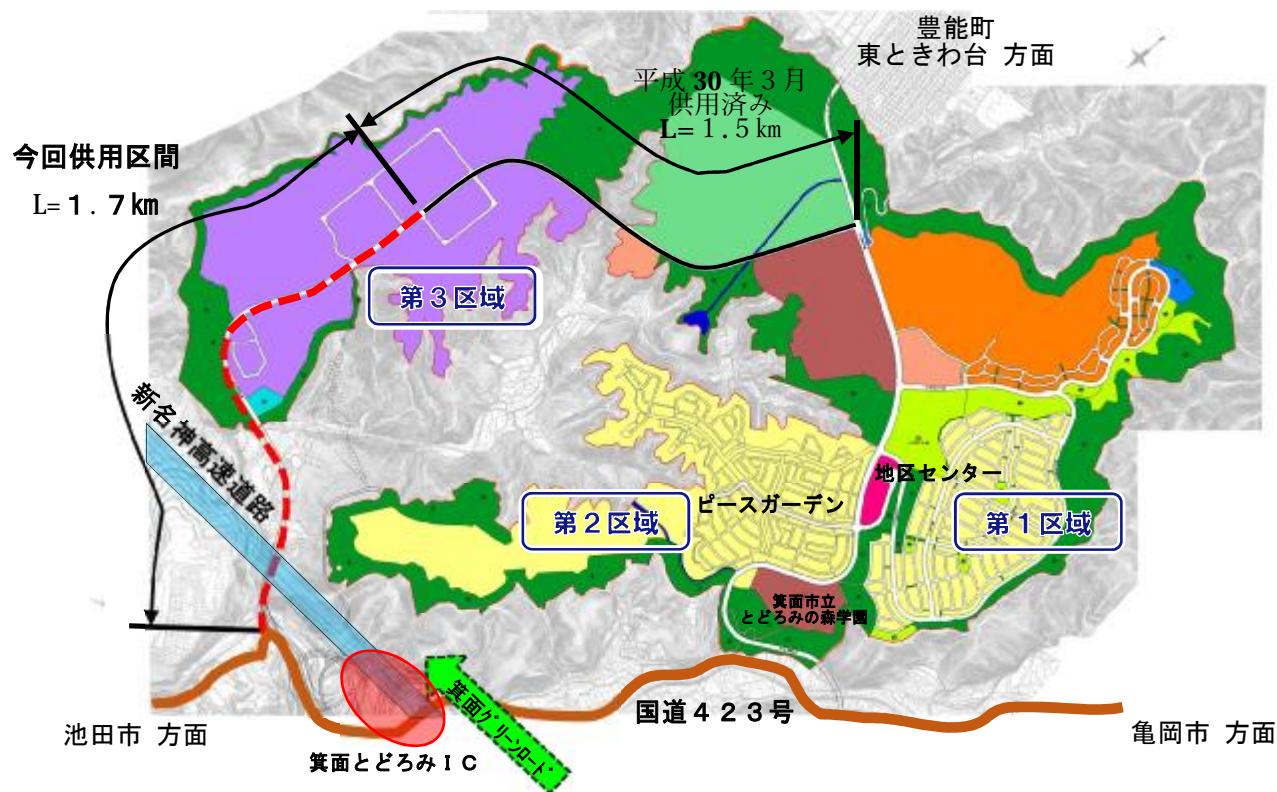 豊能町
東ときわ台 方面
平成30年3月
供用済み
L=1.5km
今回供用区間
L=1.7km
第3区域
新名神高速道路
地区センター
ピースガーデン
第2区域
第1区域
箕面市立
とどろみの森学園
箕面グリーンロード
国道423号
池田市 方面
亀岡市 方面
箕面とどろみIC